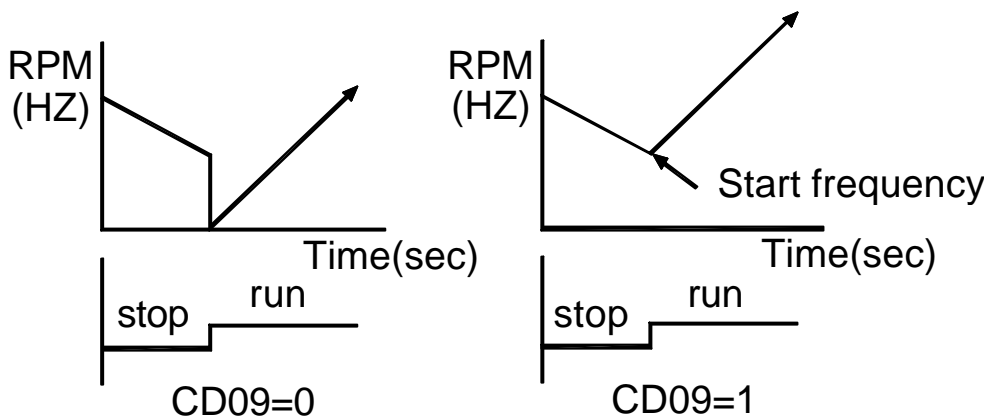 RPM
(HZ)
Time(sec)
stop
run
CD09=0
RPM
(HZ)
Start frequency
Time(sec)
stop
run
CD09=1